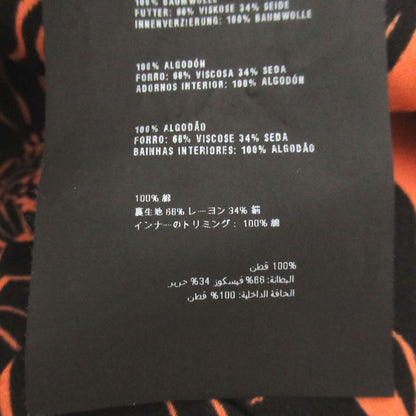 100% BAUMWOLLE
FUTTER: 66% VISKOSE 34% SEIDE
INNENVERZIERUNG: 100% BAUMWOLLE
100% ALGODÓN
FORRO: 66% VISCOSA 34% SEDA
ADORNOS INTERIOR: 100% ALGODÓN
100% ALGODÃO
FORRO: 66% VISCOSE 34% SEDA
BAINHAS INTERIORES: 100% ALGODÃO
100% 綿
裏生地 66% レーヨン 34% 絹
インナーのトリミング: 100% 綿
100% قطن
البطانة: 66% فيسكوز 34% حرير
الحافة الداخلية: 100% قطن